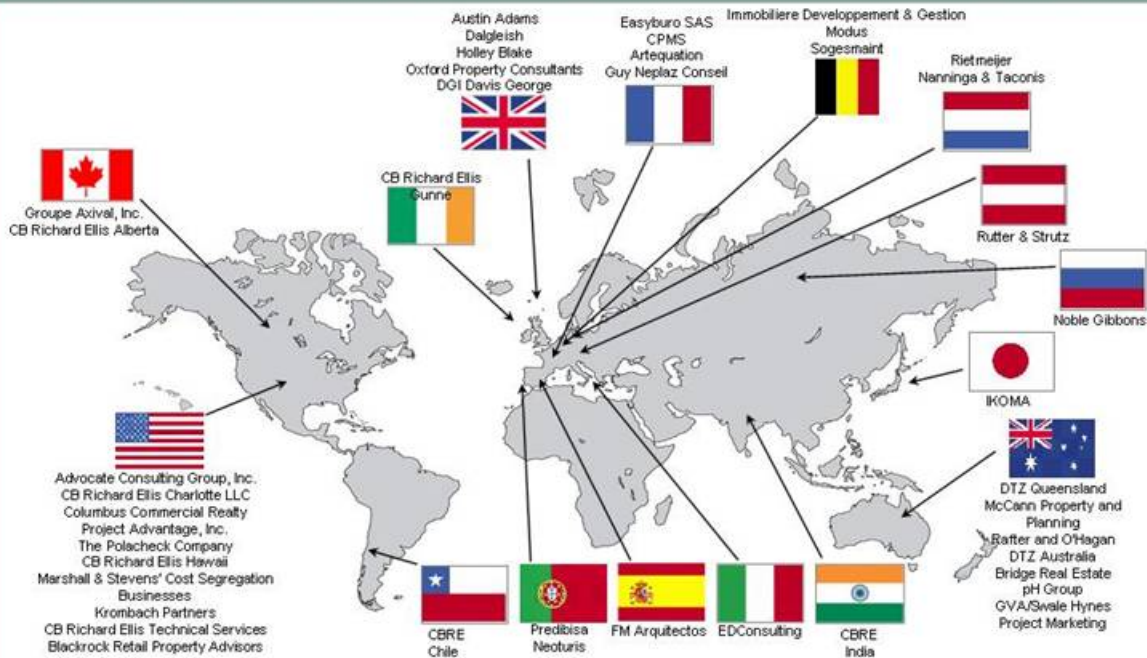 Austin Adams
Dalgleish
Holley Blake
Oxford Property Consultants
DGI Davis George
Easyburo SAS
CPMS
Artequation
Guy Neplaz Conseil
Immobiliere Developpement & Gestion
Modus
Sogesmaint
Rietmeijer
Nanninga & Taconis
Groupe Axival, Inc.
CB Richard Ellis Alberta
CB Richard Ellis
Gunne
Rutter & Strutz
Noble Gibbons
IKOMA
Advocate Consulting Group, Inc.
CB Richard Ellis Charlotte LLC
Columbus Commercial Realty
Project Advantage, Inc.
The Polacheck Company
CB Richard Ellis Hawaii
Marshall & Stevens' Cost Segregation
Businesses
Krombach Partners
CB Richard Ellis Technical Services
Blackrock Retail Property Advisors
CBRE
Chile
Predibisa
Neoturis
FM Arquitectos
EDConsulting
CBRE
India
DTZ Queensland
McCann Property and
Planning
Rafter and O'Hagan
DTZ Australia
Bridge Real Estate
pH Group
GVA/Swale Hynes
Project Marketing